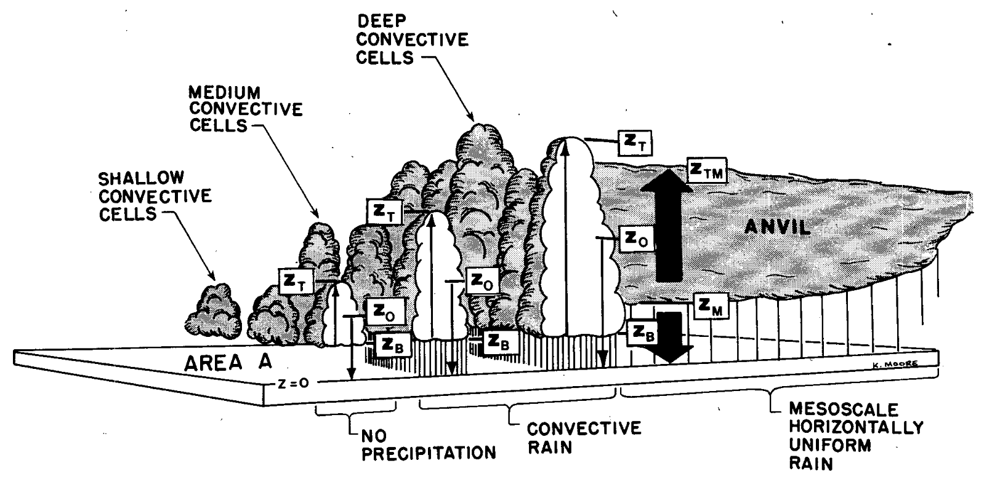 DEEP
CONVECTIVE
CELLS
MEDIUM
CONVECTIVE
CELLS
SHALLOW
CONVECTIVE
CELLS
ZT
ZTM
ZT
ZO
ANVIL
ZT
ZO
ZO
ZM
ZB
ZB
ZB
AREA A
Z=O
K. MOORE
NO
PRECIPITATION
CONVECTIVE
RAIN
MESOSCALE
HORIZONTALLY
UNIFORM
RAIN